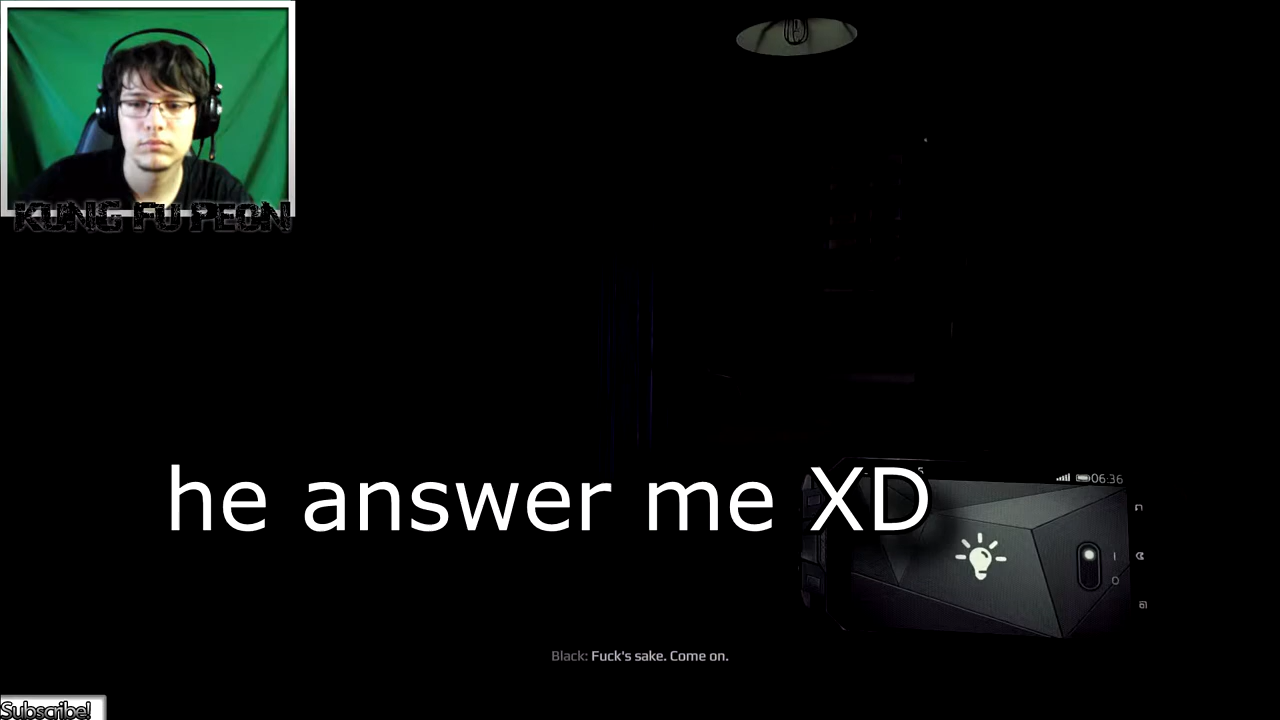 KUNG FU PEON
he answer me XD
06:36
Black: Fuck's sake. Come on.
Subscribe!